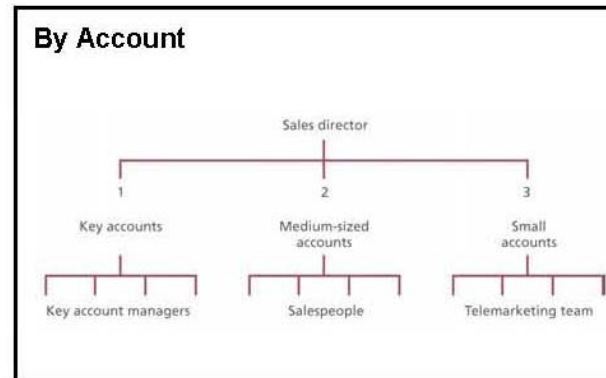 By Account
Sales director
1 2 3
Key accounts Medium-sized accounts Small accounts
Key account managers Salespeople Telemarketing team